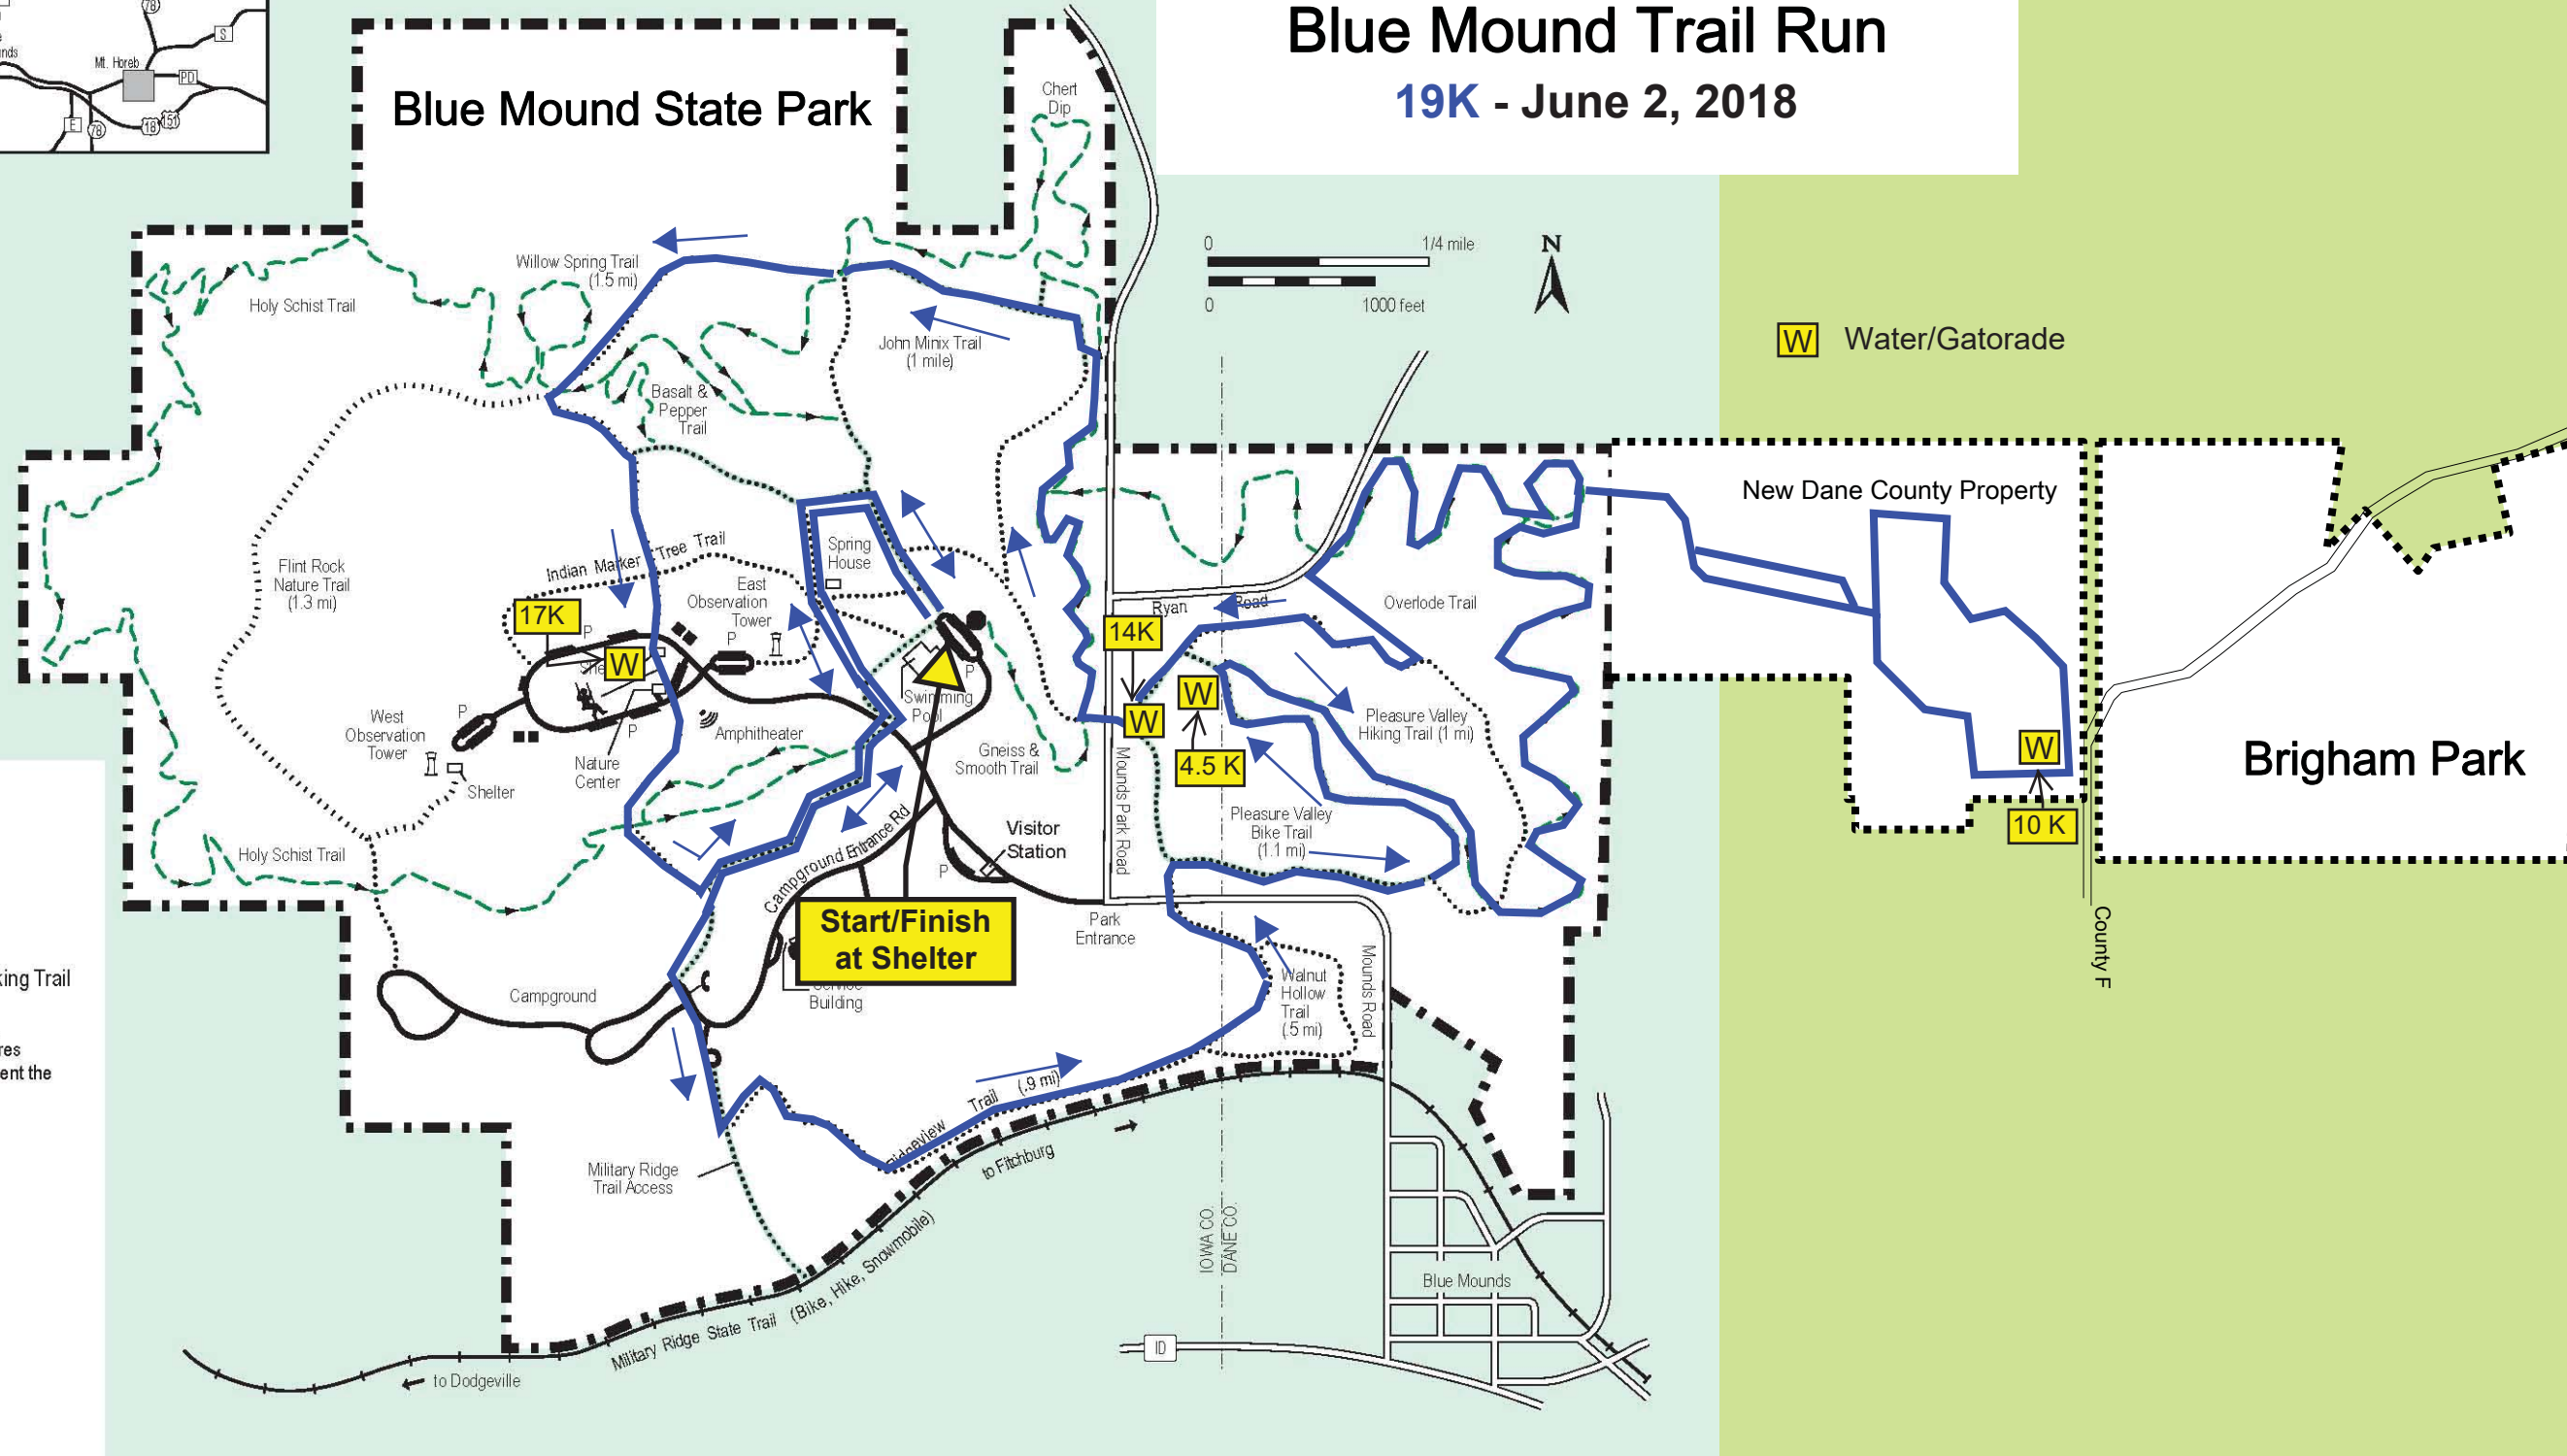 Blue Mound Trail Run
19K - June 2, 2018
78
S
Mt. Horeb
PD
E
78
18
151
Blue Mound State Park
Chert
Dip
0
1/4 mile
0
1000 feet
N
W
Water/Gatorade
Willow Spring Trail
(1.5 mi)
Holy Schist Trail
John Minix Trail
(1 mile)
Basalt &
Pepper
Trail
New Dane County Property
Flint Rock
Nature Trail
(1.3 mi)
Indian Marker Tree Trail
Spring
House
East
Observation
Tower
Ryan Road
Overlode Trail
17K
P
W
P
P
14K
W
W
4.5 K
Swimming
Pool
Pleasure Valley
Hiking Trail (1 mi)
West
Observation
Tower
P
P
Amphitheater
Nature
Center
Shelter
Gneiss &
Smooth Trail
Mounds Park Road
W
10 K
Brigham Park
Pleasure Valley
Bike Trail
(1.1 mi)
Visitor
Station
P
Campground Entrance Rd
Holy Schist Trail
Start/Finish
at Shelter
Park
Entrance
County F
Service
Building
Campground
Walnut
Hollow
Trail
(.5 mi)
Mounds Road
king Trail
res
ent the
Ridgeview Trail (.9 mi)
to Fitchburg
Military Ridge
Trail Access
IOWA CO.
DANE CO.
Military Ridge State Trail (Bike, Hike, Snowmobile)
Blue Mounds
ID
to Dodgeville